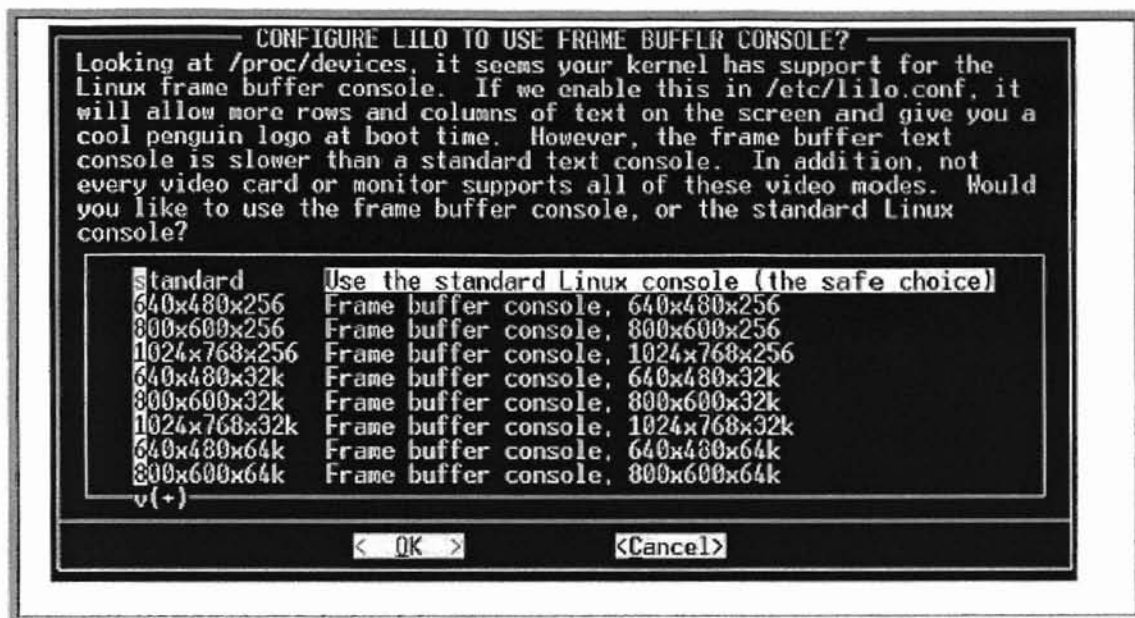 CONFIGURE LILO TO USE FRAME BUFFLR CONSOLE?
Looking at /proc/devices, it seems your kernel has support for the
Linux frame buffer console.  If we enable this in /etc/lilo.conf, it
will allow more rows and columns of text on the screen and give you a
cool penguin logo at boot time.  However, the frame buffer text
console is slower than a standard text console.  In addition, not
every video card or monitor supports all of these video modes.  Would
you like to use the frame buffer console, or the standard Linux
console?
standard Use the standard Linux console (the safe choice)
640x480x256 Frame buffer console, 640x480x256
800x600x256 Frame buffer console, 800x600x256
1024x768x256 Frame buffer console, 1024x768x256
640x480x32k Frame buffer console, 640x480x32k
800x600x32k Frame buffer console, 800x600x32k
1024x768x32k Frame buffer console, 1024x768x32k
640x480x64k Frame buffer console, 640x480x64k
800x600x64k Frame buffer console, 800x600x64k
v(+)
< OK > <Cancel>